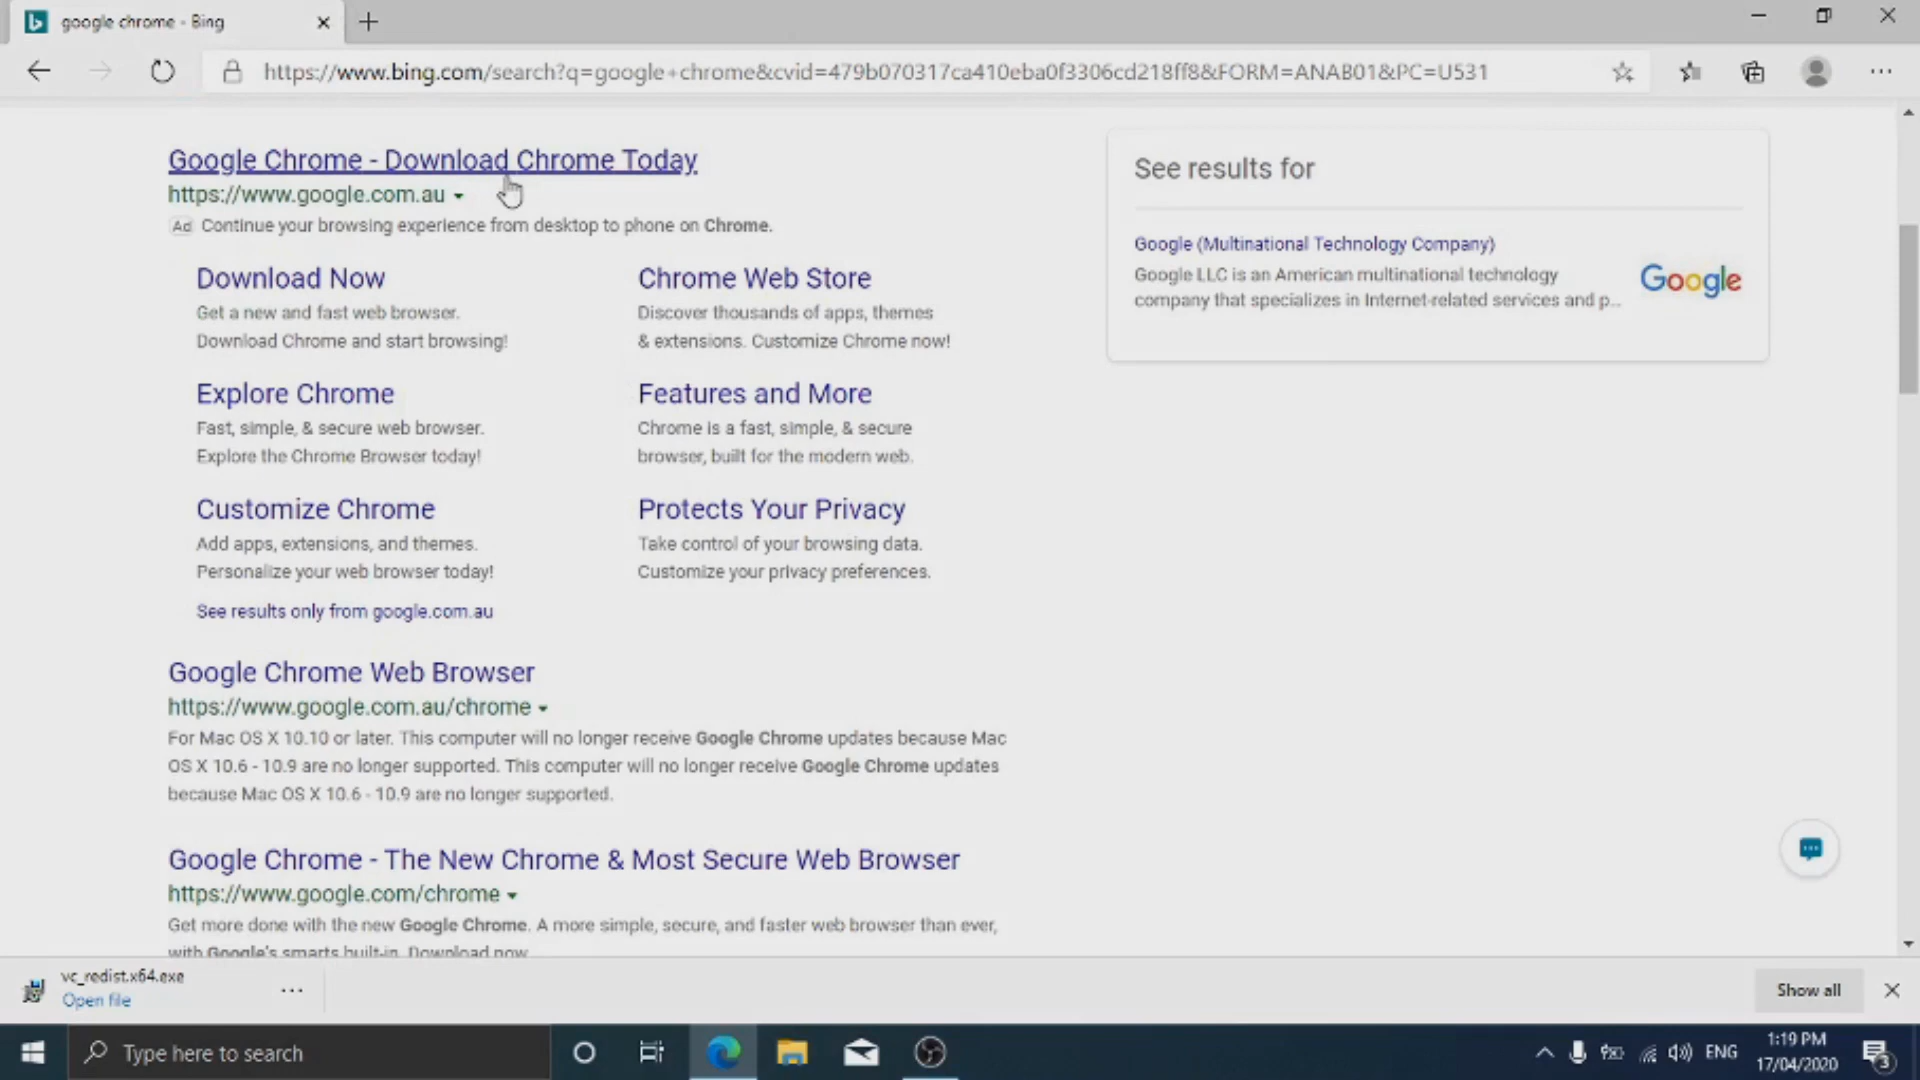 google chrome - Bing
https://www.bing.com/search?q=google+chrome&cvid=479b070317ca410eba0f3306cd218ff8&FORM=ANAB01&PC=U531
Google Chrome - Download Chrome Today
https://www.google.com.au
Ad Continue your browsing experience from desktop to phone on Chrome.
Download Now
Get a new and fast web browser.
Download Chrome and start browsing!
Chrome Web Store
Discover thousands of apps, themes
& extensions. Customize Chrome now!
Explore Chrome
Fast, simple, & secure web browser.
Explore the Chrome Browser today!
Features and More
Chrome is a fast, simple, & secure
browser, built for the modern web.
Customize Chrome
Add apps, extensions, and themes.
Personalize your web browser today!
Protects Your Privacy
Take control of your browsing data.
Customize your privacy preferences.
See results only from google.com.au
Google Chrome Web Browser
https://www.google.com.au/chrome
For Mac OS X 10.10 or later. This computer will no longer receive Google Chrome updates because Mac
OS X 10.6 - 10.9 are no longer supported. This computer will no longer receive Google Chrome updates
because Mac OS X 10.6 - 10.9 are no longer supported.
Google Chrome - The New Chrome & Most Secure Web Browser
https://www.google.com/chrome
Get more done with the new Google Chrome. A more simple, secure, and faster web browser than ever,
with Google's smarts built-in. Download now
See results for
Google (Multinational Technology Company)
Google LLC is an American multinational technology
company that specializes in Internet-related services and p...
Google
vc_redist.x64.exe
Open file
Show all
Type here to search
ENG
1:19 PM
17/04/2020
3